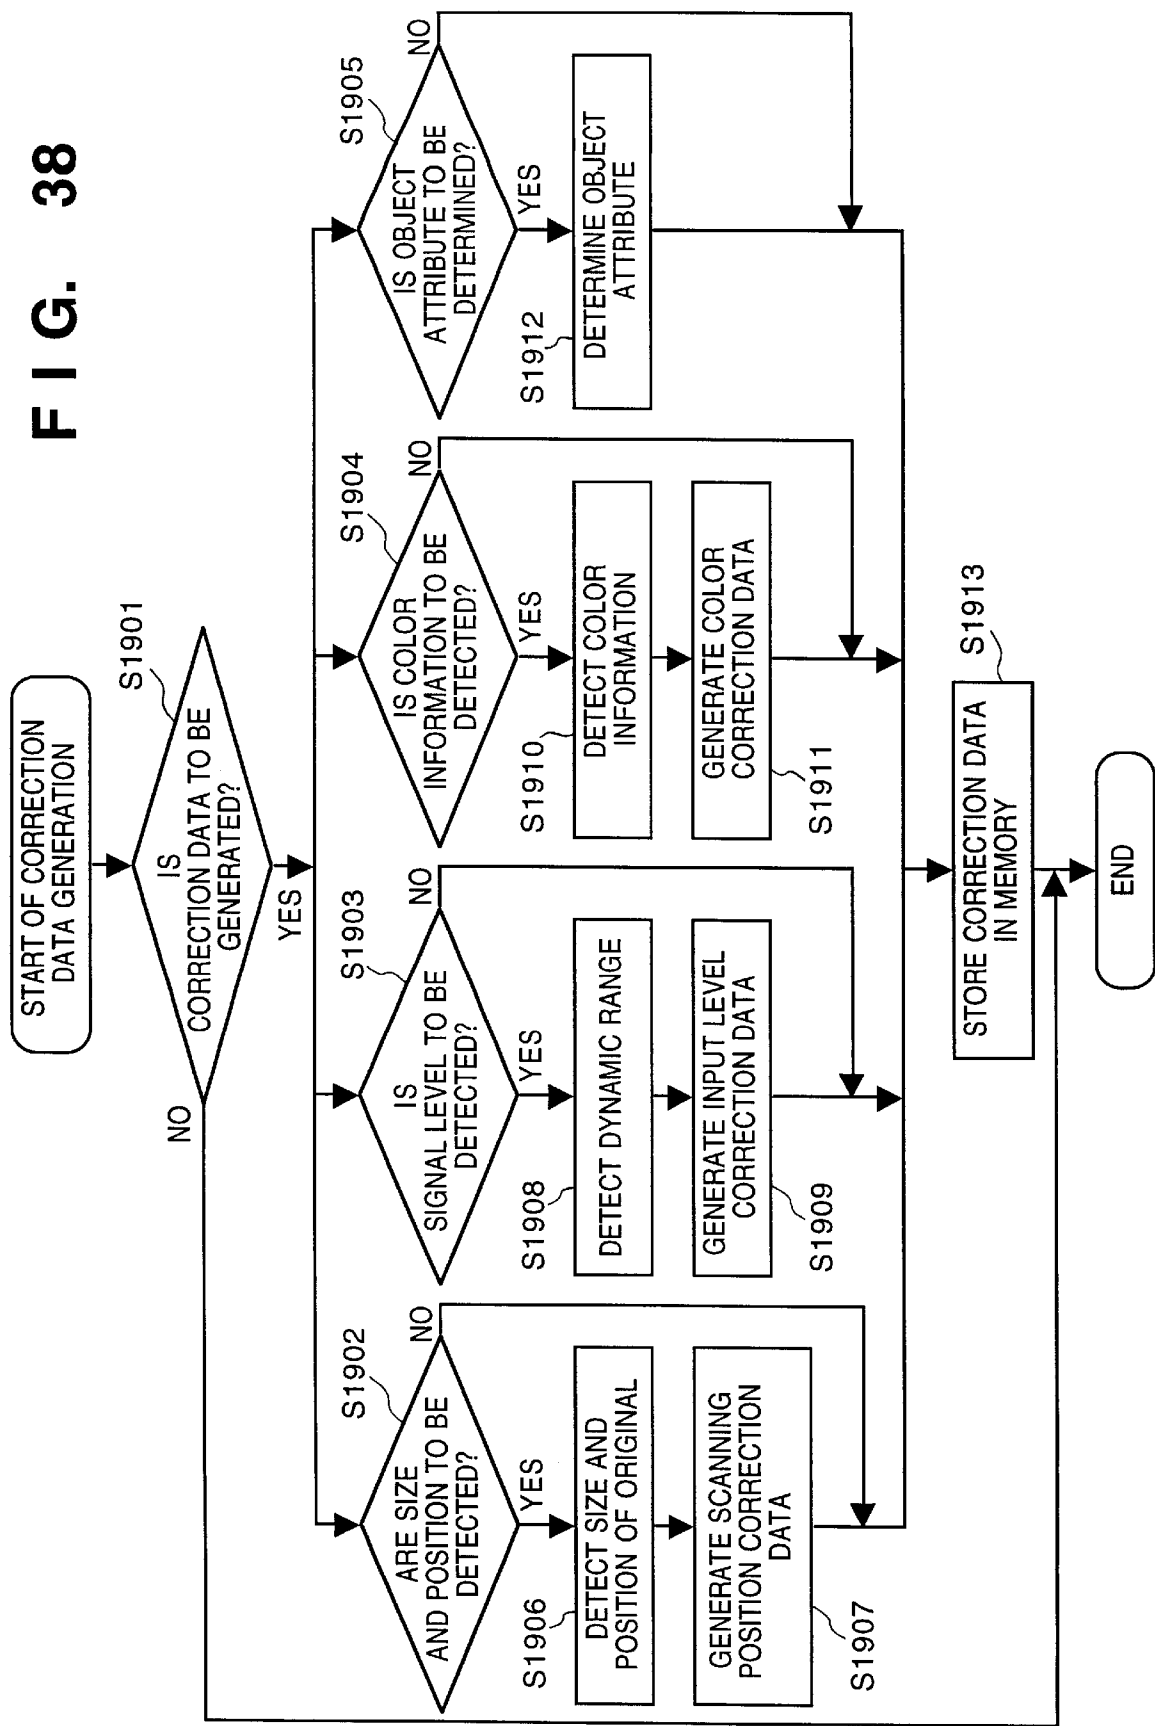 FIG. 38
START OF CORRECTION
DATA GENERATION
S1901
IS
CORRECTION DATA TO BE
GENERATED?
NO
YES
S1902
ARE SIZE
AND POSITION TO BE
DETECTED?
NO
YES
S1903
IS
SIGNAL LEVEL TO BE
DETECTED?
NO
YES
S1904
IS COLOR
INFORMATION TO BE
DETECTED?
NO
YES
S1905
IS OBJECT
ATTRIBUTE TO BE
DETERMINED?
NO
YES
S1906
DETECT SIZE AND
POSITION OF ORIGINAL
S1908
DETECT DYNAMIC RANGE
S1910
DETECT COLOR
INFORMATION
S1912
DETERMINE OBJECT
ATTRIBUTE
GENERATE SCANNING
POSITION CORRECTION
DATA
S1907
GENERATE INPUT LEVEL
CORRECTION DATA
S1909
GENERATE COLOR
CORRECTION DATA
S1911
S1913
STORE CORRECTION DATA
IN MEMORY
END